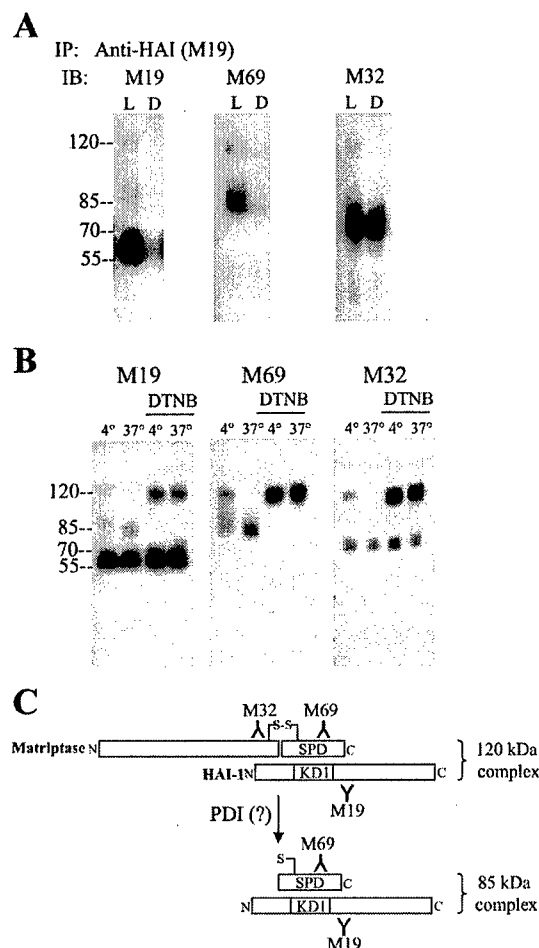 A
IP: Anti-HAI (M19)
IB: M19 M69 M32
L D L D L D
120--
85--
70--
55--
B
M19 M69 M32
DTNB DTNB DTNB
4° 37° 4° 37° 4° 37° 4° 37° 4° 37° 4° 37°
120--
85--
70--
55--
C
M32 M69
S-S
Matriptase N SPD C
HAI-1 N KD1 C
120 kDa
complex
M19
PDI (?)
M69
S
SPD C
N KD1 C
85 kDa
complex
M19